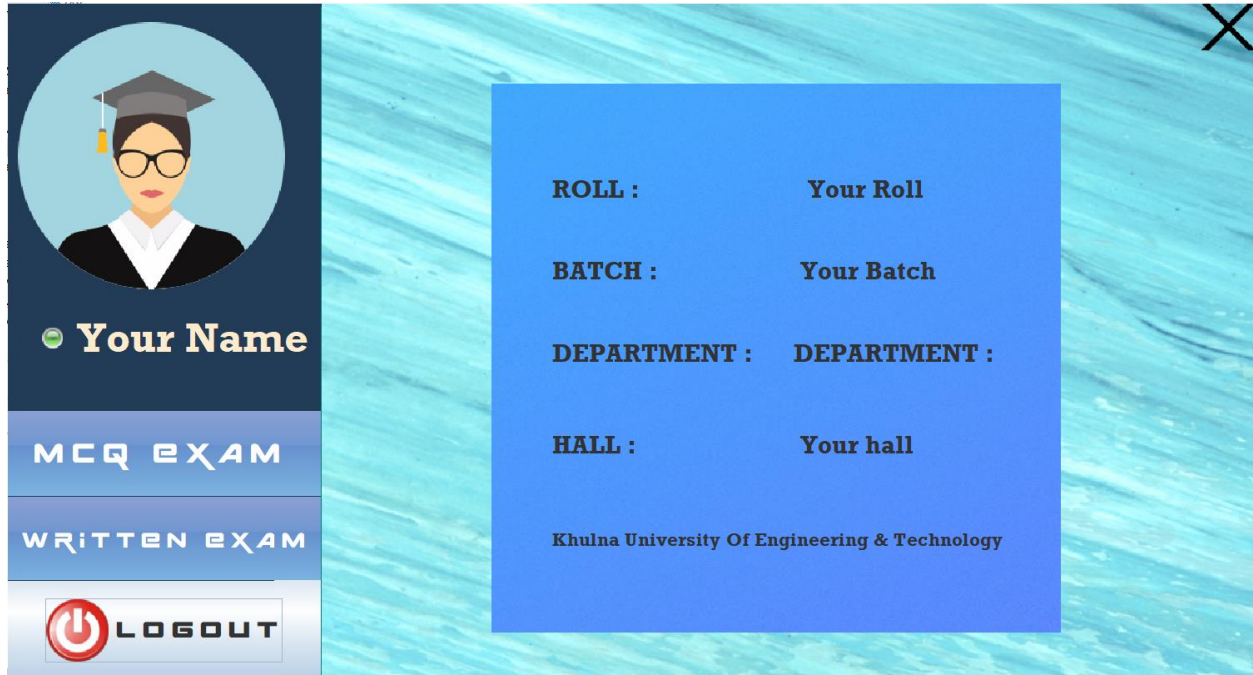 Your Name
MCQ EXAM
WRITTEN EXAM
LOGOUT
ROLL : Your Roll
BATCH : Your Batch
DEPARTMENT : DEPARTMENT :
HALL : Your hall
Khulna University Of Engineering & Technology